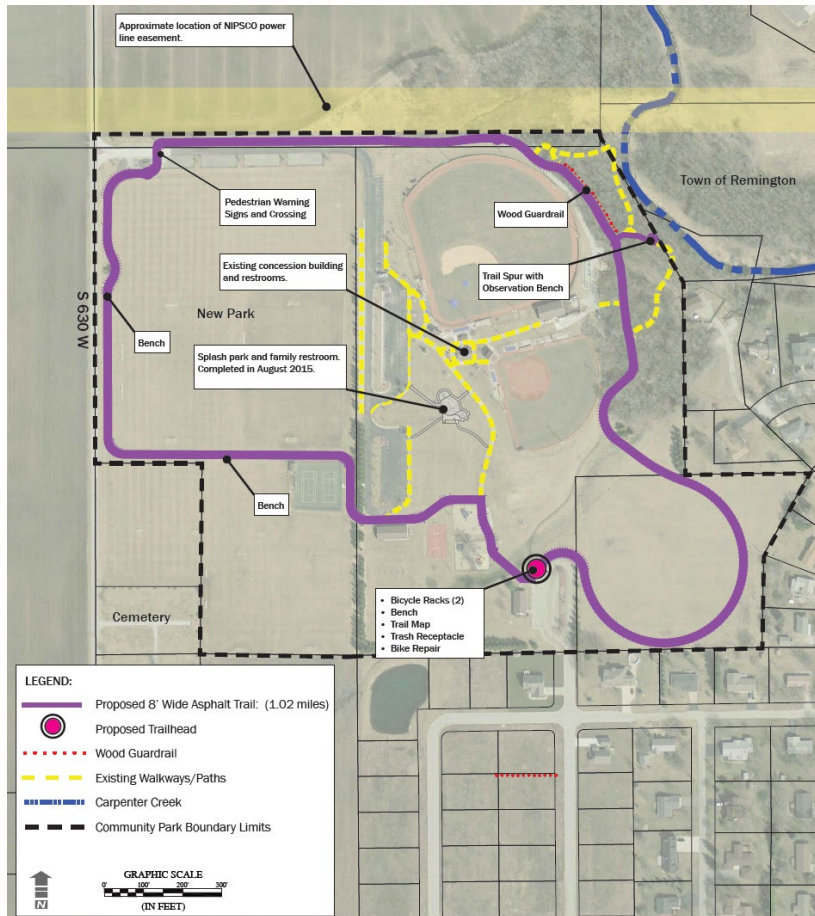 Approximate location of NIPSCO power
line easement.
Town of Remington
Pedestrian Warning
Signs and Crossing
Wood Guardrail
Existing concession building
and restrooms.
Trail Spur with
Observation Bench
S 630 W
New Park
Bench
Splash park and family restroom.
Completed in August 2015.
Bench
• Bicycle Racks (2)
• Bench
• Trail Map
• Trash Receptacle
• Bike Repair
Cemetery
LEGEND:
Proposed 8' Wide Asphalt Trail: (1.02 miles)
Proposed Trailhead
Wood Guardrail
Existing Walkways/Paths
Carpenter Creek
Community Park Boundary Limits
N
GRAPHIC SCALE
0' 100' 200' 300'
(IN FEET)